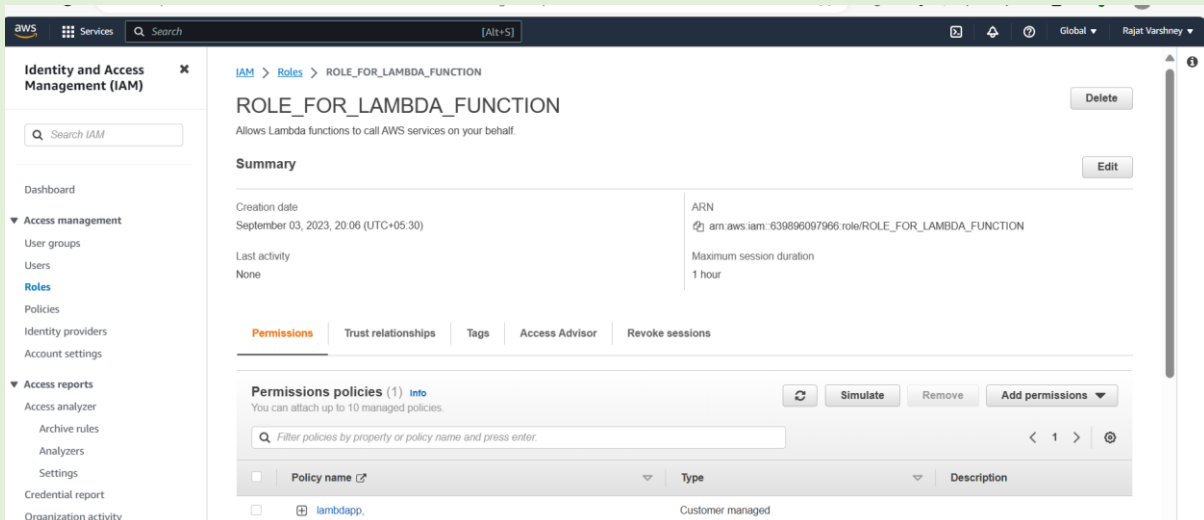 aws Services Search [Alt+S] Global Rajat Varshney
Identity and Access
Management (IAM)
Search IAM
Dashboard
Access management
User groups
Users
Roles
Policies
Identity providers
Account settings
Access reports
Access analyzer
Archive rules
Analyzers
Settings
Credential report
Organization activity
IAM > Roles > ROLE_FOR_LAMBDA_FUNCTION
ROLE_FOR_LAMBDA_FUNCTION
Delete
Allows Lambda functions to call AWS services on your behalf.
Summary
Edit
Creation date
September 03, 2023, 20:06 (UTC+05:30)
ARN
arn:aws:iam::639896097966:role/ROLE_FOR_LAMBDA_FUNCTION
Last activity
None
Maximum session duration
1 hour
Permissions Trust relationships Tags Access Advisor Revoke sessions
Permissions policies (1) Info
You can attach up to 10 managed policies.
Simulate Remove Add permissions
Filter policies by property or policy name and press enter.
< 1 >
Policy name Type Description
lambdapp, Customer managed